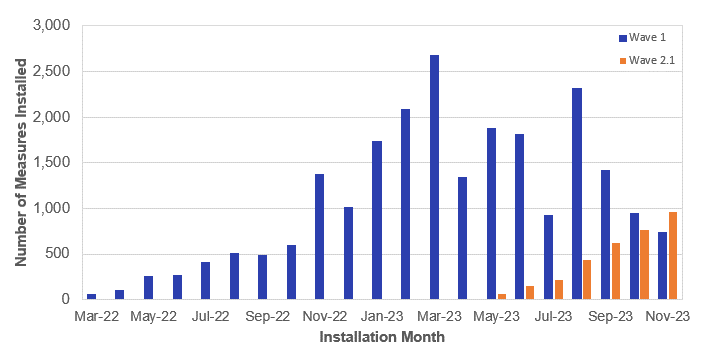 3,000
2,500
2,000
1,500
1,000
500
0
Number of Measures Installed
Wave 1
Wave 2.1
Mar-22 May-22 Jul-22 Sep-22 Nov-22 Jan-23 Mar-23 May-23 Jul-23 Sep-23 Nov-23
Installation Month